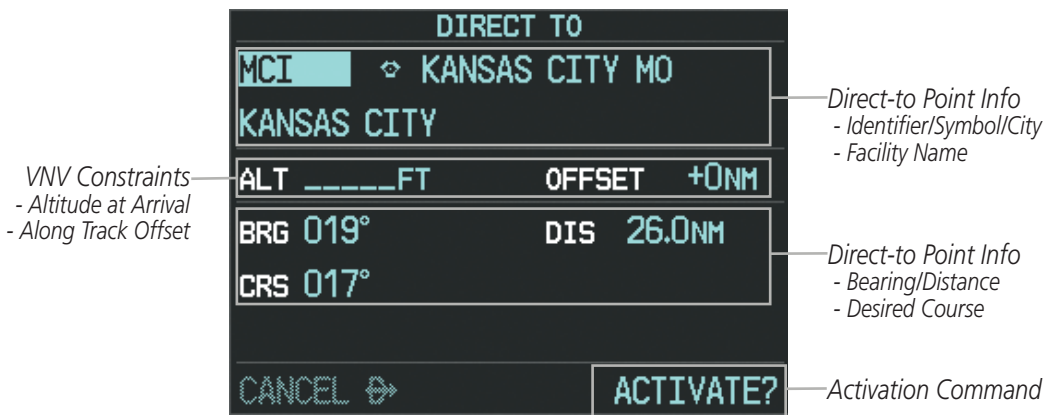 DIRECT TO
MCI KANSAS CITY MO
KANSAS CITY
Direct-to Point Info
- Identifier/Symbol/City
- Facility Name
VNV Constraints
- Altitude at Arrival
- Along Track Offset
ALT _____FT OFFSET +0NM
BRG 019° DIS 26.0NM
CRS 017°
Direct-to Point Info
- Bearing/Distance
- Desired Course
CANCEL ACTIVATE?
Activation Command